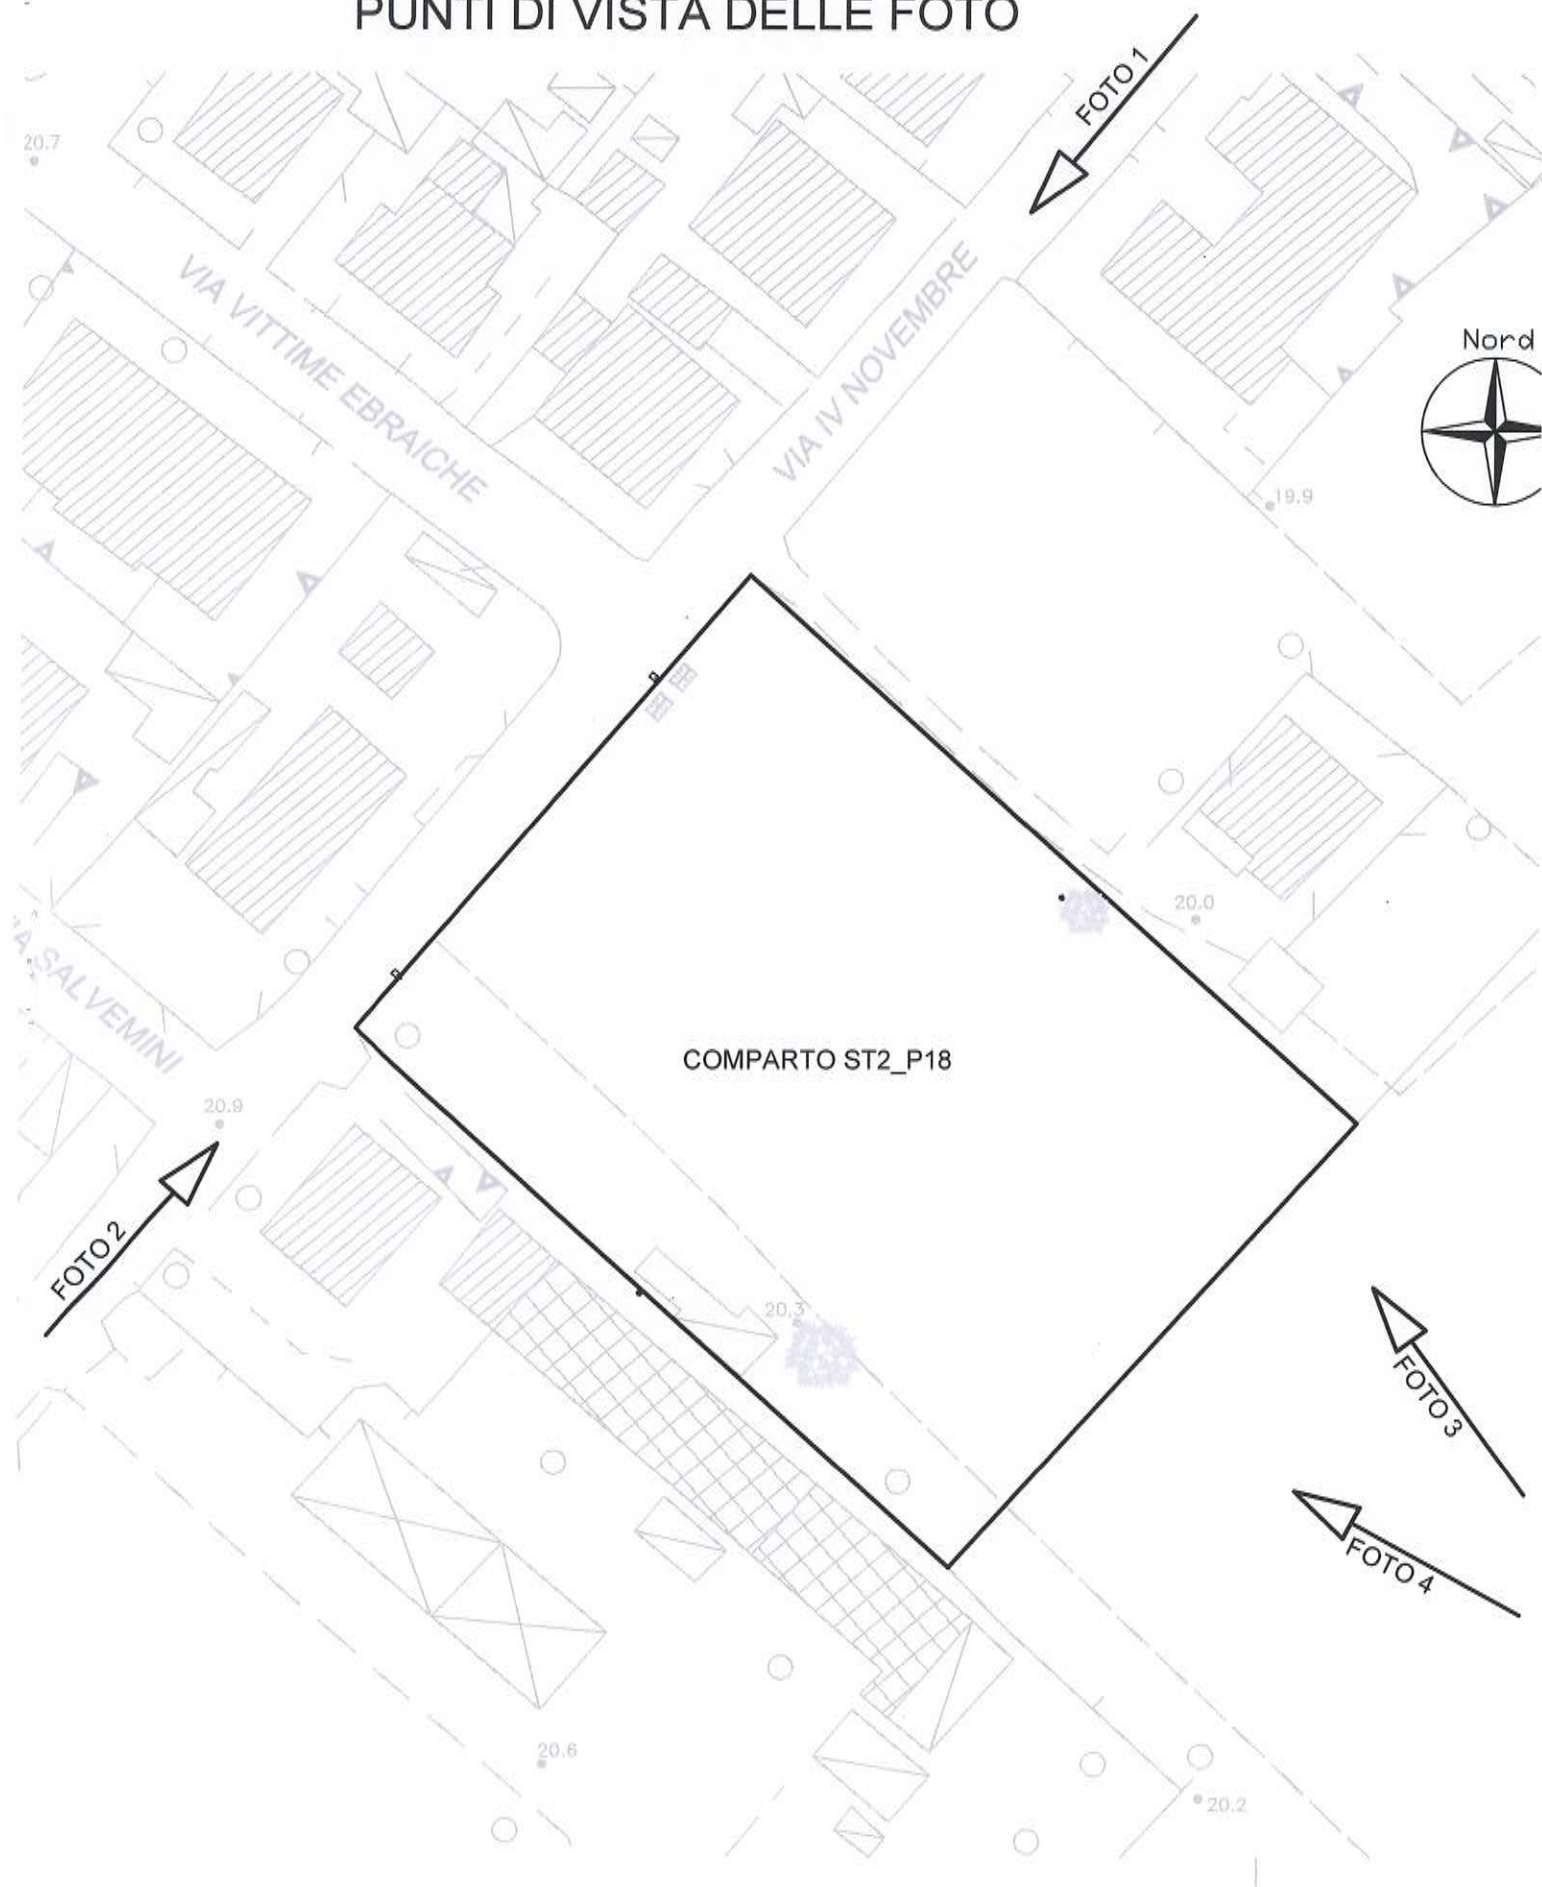 PUNTI DI VISTA DELLE FOTO
FOTO 1
20.7
VIA VITTIME EBRAICHE
VIA IV NOVEMBRE
Nord
19.9
20.0
SALVEMINI
COMPARTO ST2_P18
20.9
FOTO 2
20.3
FOTO 3
FOTO 4
20.6
20.2